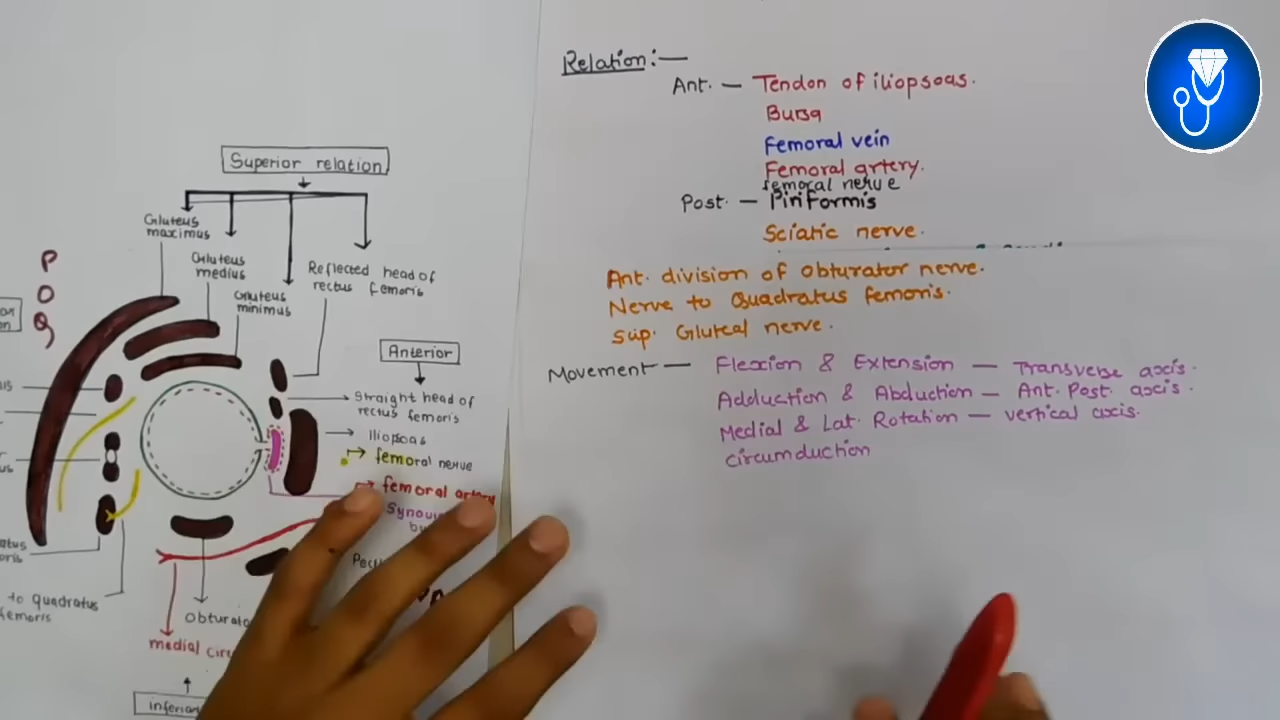 Relation:—
Ant. — Tendon of iliopsoas.
Bursa
Femoral vein
Femoral artery.
femoral nerve
Post. — Piriformis
Sciatic nerve.
Ant. division of obturator nerve.
Nerve to Quadratus femoris.
Sup. Gluteal nerve.
Movement — Flexion & Extension — Transverse axis.
Adduction & Abduction — Ant. Post. axis.
Medial & Lat. Rotation — vertical axis.
circumduction
Superior relation
Gluteus
maximus
Gluteus
medius
Gluteus
minimus
Reflected head of
rectus femoris
P
O
Q
Anterior
Straight head of
rectus femoris
Iliopsoas
femoral nerve
femoral artery
to quadratus
femoris